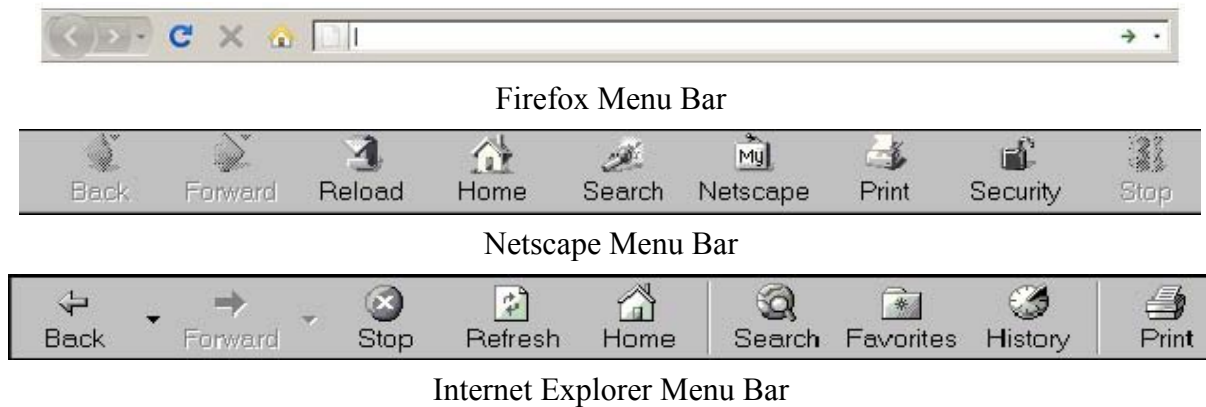 Firefox Menu Bar
Back Forward Reload Home Search My Netscape Print Security Stop
Netscape Menu Bar
Back Forward Stop Refresh Home Search Favorites History Print
Internet Explorer Menu Bar